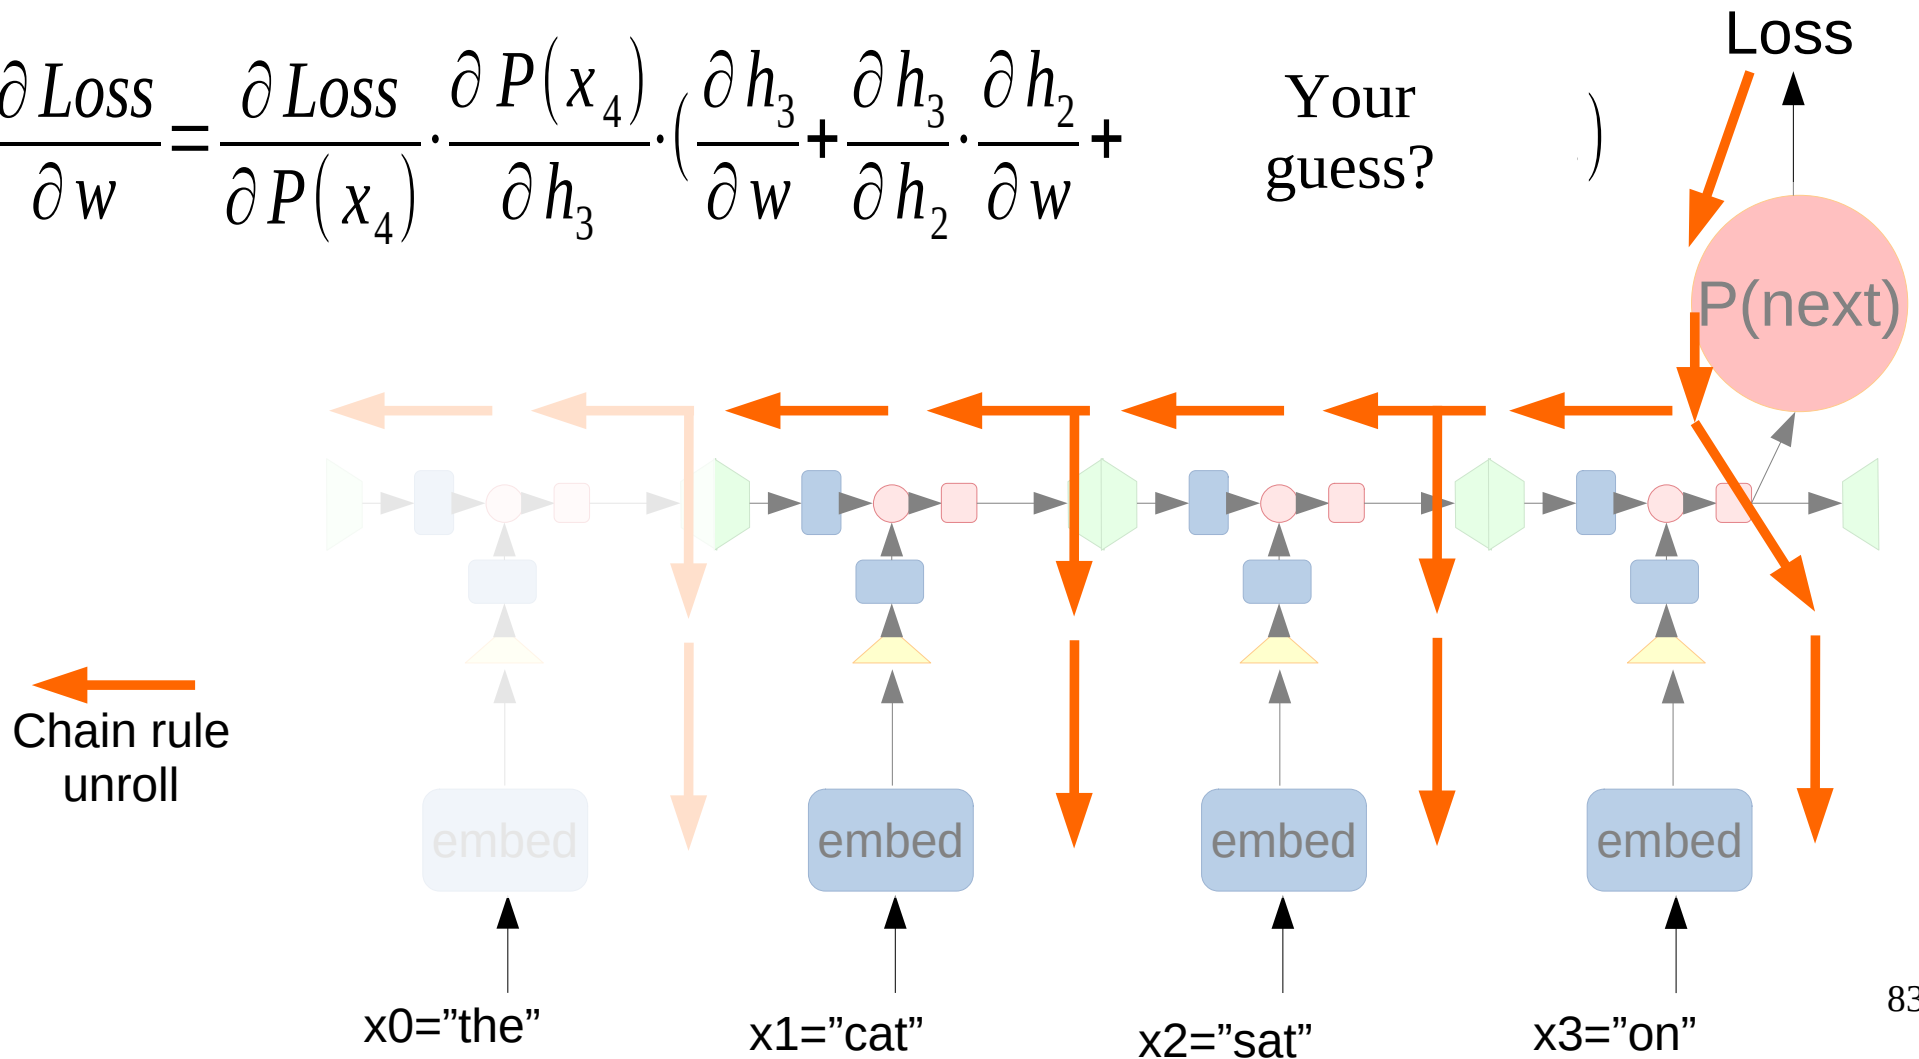 ∂Loss/∂w = ∂Loss/∂P(x₄) · ∂P(x₄)/∂h₃ · (∂h₃/∂w + ∂h₃/∂h₂ · ∂h₂/∂w + Your guess? )
Loss
P(next)
Chain rule
unroll
embed
embed
embed
embed
x0=”the”
x1=”cat”
x2=”sat”
x3=”on”
83